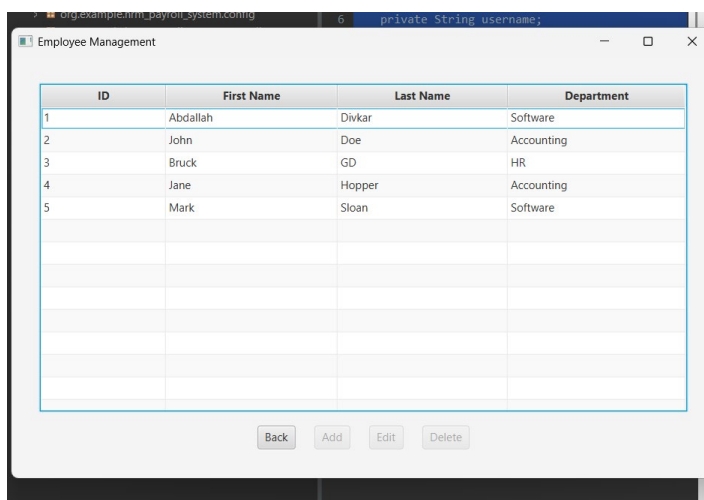 org.example.hrm_payroll_system.config
6 private String username;
Employee Management
ID First Name Last Name Department
1 Abdallah Divkar Software
2 John Doe Accounting
3 Bruck GD HR
4 Jane Hopper Accounting
5 Mark Sloan Software
Back Add Edit Delete